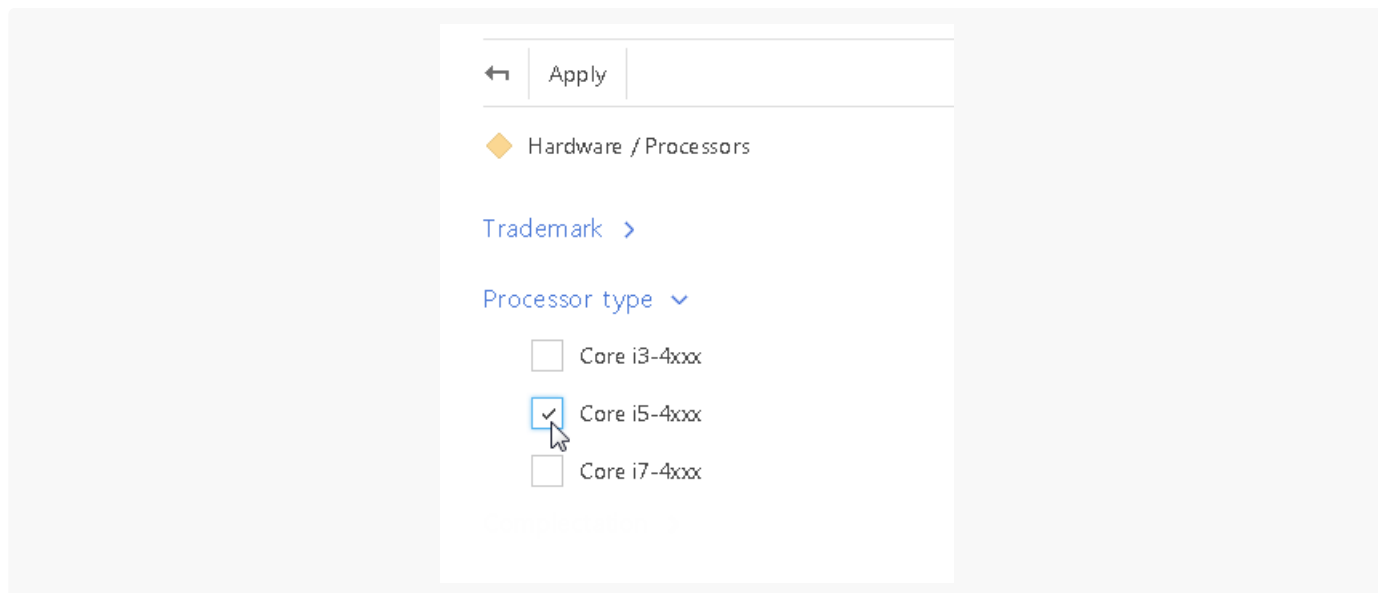 Apply
Hardware / Processors
Trademark
Processor type
Core i3-4xxx
Core i5-4xxx
Core i7-4xxx